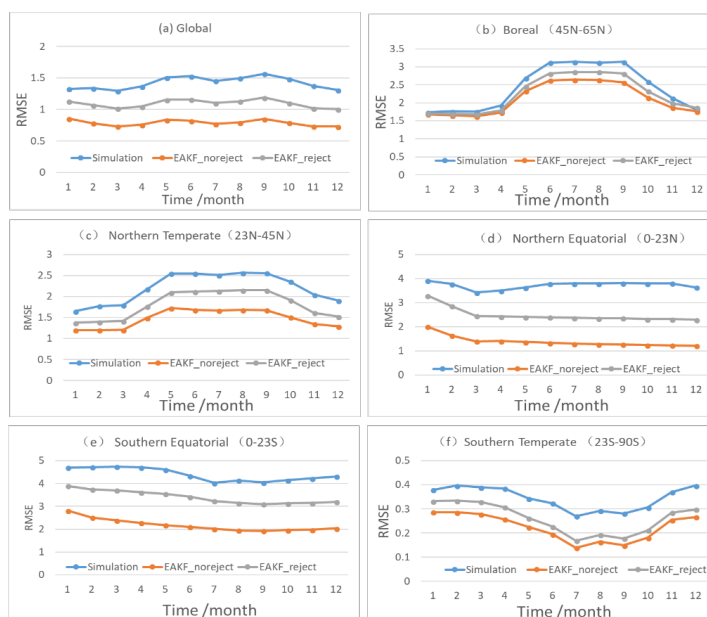 (a) Global
2
1.5
1
0.5
0
RMSE
Simulation EAKF_noreject EAKF_reject
1 2 3 4 5 6 7 8 9 10 11 12
Time /month
（b） Boreal (45N-65N)
3.5
3
2.5
2
1.5
1
0.5
0
RMSE
Simulation EAKF_noreject EAKF_reject
1 2 3 4 5 6 7 8 9 10 11 12
Time /month
（c） Northern Temperate（23N-45N）
3
2.5
2
1.5
1
0.5
0
RMSE
Simulation EAKF_noreject EAKF_reject
1 2 3 4 5 6 7 8 9 10 11 12
Time /month
（d） Northern Equatorial （0-23N）
5
4
3
2
1
0
RMSE
Simulation EAKF_noreject EAKF_reject
1 2 3 4 5 6 7 8 9 10 11 12
Time /month
（e） Southern Equatorial （0-23S）
5
4
3
2
1
0
RMSE
Simulation EAKF_noreject EAKF_reject
1 2 3 4 5 6 7 8 9 10 11 12
Time /month
（f） Southern Temperate （23S-90S）
0.5
0.4
0.3
0.2
0.1
0
RMSE
Simulation EAKF_noreject EAKF_reject
1 2 3 4 5 6 7 8 9 10 11 12
Time /month